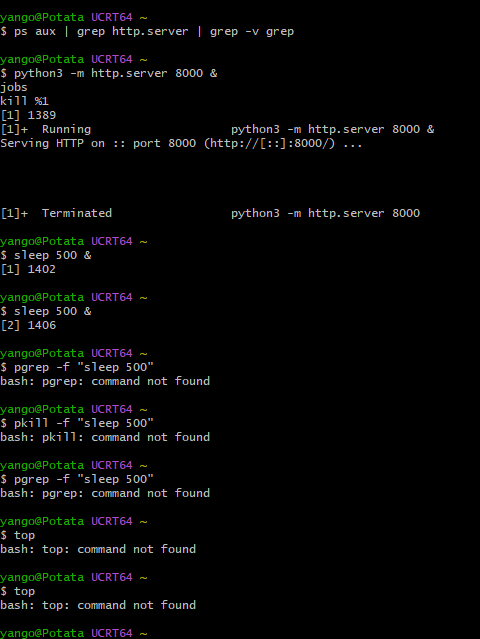 yango@Potata UCRT64 ~
$ ps aux | grep http.server | grep -v grep
yango@Potata UCRT64 ~
$ python3 -m http.server 8000 &
jobs
kill %1
[1] 1389
[1]+  Running                 python3 -m http.server 8000 &
Serving HTTP on :: port 8000 (http://[::]:8000/) ...
[1]+  Terminated              python3 -m http.server 8000
yango@Potata UCRT64 ~
$ sleep 500 &
[1] 1402
yango@Potata UCRT64 ~
$ sleep 500 &
[2] 1406
yango@Potata UCRT64 ~
$ pgrep -f "sleep 500"
bash: pgrep: command not found
yango@Potata UCRT64 ~
$ pkill -f "sleep 500"
bash: pkill: command not found
yango@Potata UCRT64 ~
$ pgrep -f "sleep 500"
bash: pgrep: command not found
yango@Potata UCRT64 ~
$ top
bash: top: command not found
yango@Potata UCRT64 ~
$ top
bash: top: command not found
yango@Potata UCRT64 ~